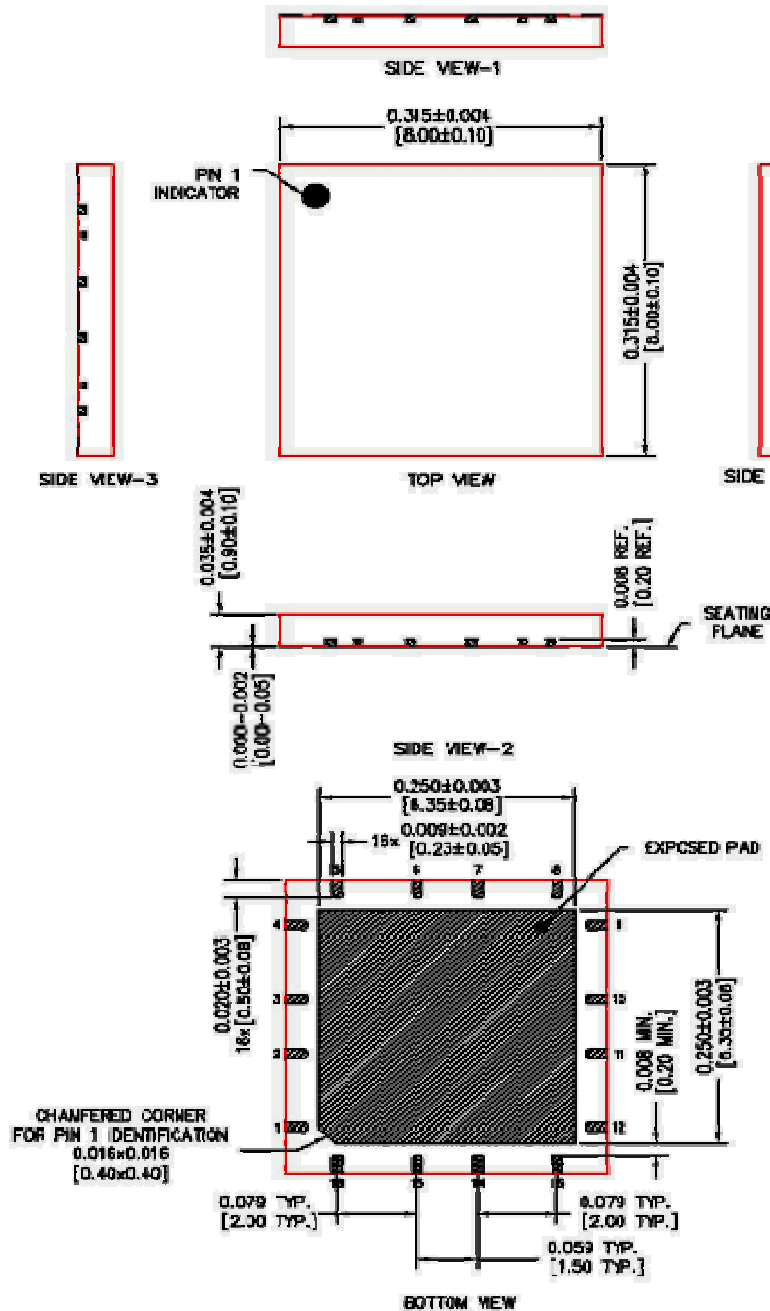 SIDE VIEW-1
0.315±0.004
[8.00±0.10]
PIN 1
INDICATOR
0.315±0.004
[8.00±0.10]
SIDE VIEW-3
TOP VIEW
SIDE
0.035±0.004
[0.90±0.10]
0.008 REF.
[0.20 REF.]
SEATING
PLANE
0.000-0.002
[0.00-0.05]
SIDE VIEW-2
0.250±0.003
[6.35±0.08]
16x
0.009±0.002
[0.23±0.05]
EXPOSED PAD
6
7
8
4
9
3
10
2
11
1
12
0.020±0.003
16x[0.50±0.08]
0.008 MIN.
[0.20 MIN.]
0.250±0.003
[6.35±0.08]
CHAMFERED CORNER
FOR PIN 1 IDENTIFICATION
0.016x0.016
[0.40x0.40]
0.079 TYP.
[2.00 TYP.]
0.079 TYP.
[2.00 TYP.]
0.059 TYP.
[1.50 TYP.]
BOTTOM VIEW